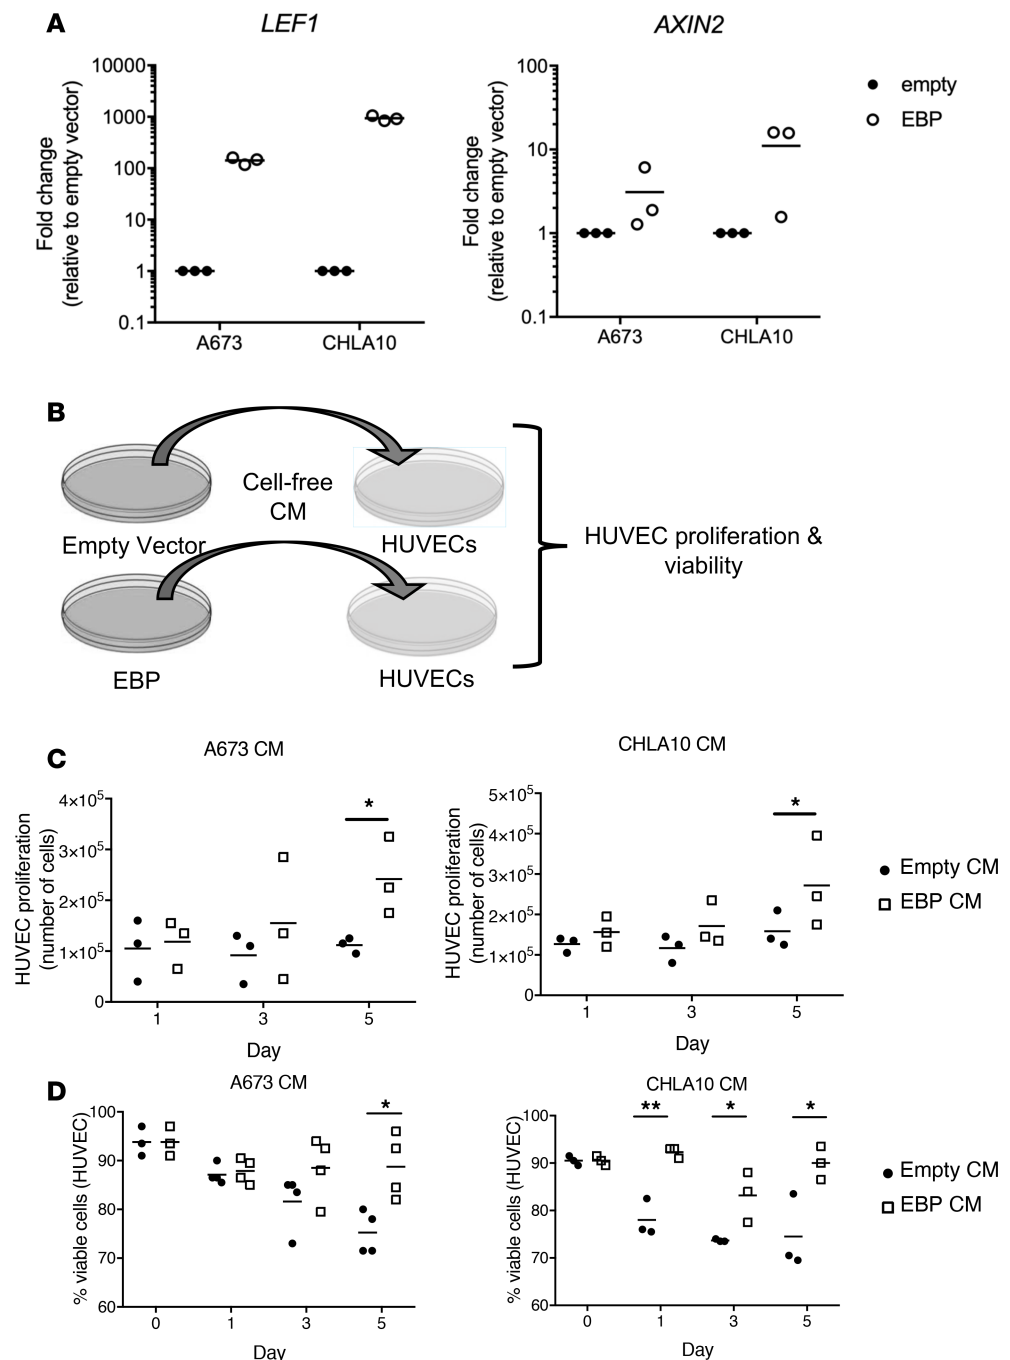 A
LEF1
AXIN2
Fold change
(relative to empty vector)
10000
1000
100
10
1
0.1
A673
CHLA10
Fold change
(relative to empty vector)
100
10
1
0.1
A673
CHLA10
empty
EBP
B
Cell-free
CM
Empty Vector
HUVECs
EBP
HUVECs
HUVEC proliferation &
viability
C
A673 CM
HUVEC proliferation
(number of cells)
4×10⁵
3×10⁵
2×10⁵
1×10⁵
0
*
1
3
5
Day
CHLA10 CM
HUVEC proliferation
(number of cells)
5×10⁵
4×10⁵
3×10⁵
2×10⁵
1×10⁵
0
*
1
3
5
Day
Empty CM
EBP CM
D
A673 CM
% viable cells (HUVEC)
100
90
80
70
60
*
0
1
3
5
Day
CHLA10 CM
% viable cells (HUVEC)
100
90
80
70
60
**
*
*
0
1
3
5
Day
Empty CM
EBP CM